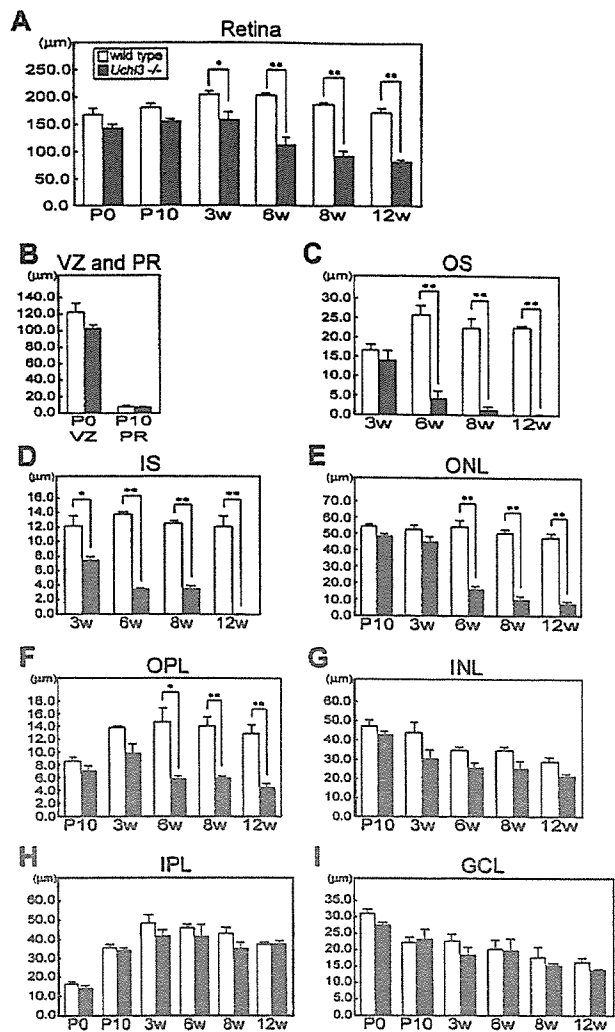 A
Retina
(μm)
wild type
Uchl3 -/-
250.0
200.0
150.0
100.0
50.0
0.0
* ** ** **
P0 P10 3w 6w 8w 12w
B
VZ and PR
(μm)
140.0
120.0
100.0
80.0
60.0
40.0
20.0
0.0
P0 P10
VZ PR
C
OS
(μm)
30.0
25.0
20.0
15.0
10.0
5.0
0.0
** ** **
3w 6w 8w 12w
D
IS
(μm)
16.0
14.0
12.0
10.0
8.0
6.0
4.0
2.0
0.0
* ** ** **
3w 6w 8w 12w
E
ONL
(μm)
70.0
60.0
50.0
40.0
30.0
20.0
10.0
0.0
** ** **
P10 3w 6w 8w 12w
F
OPL
(μm)
16.0
14.0
12.0
10.0
8.0
6.0
4.0
2.0
0.0
* ** **
P10 3w 6w 8w 12w
G
INL
(μm)
60.0
50.0
40.0
30.0
20.0
10.0
0.0
P10 3w 6w 8w 12w
H
IPL
(μm)
60.0
50.0
40.0
30.0
20.0
10.0
0.0
P0 P10 3w 6w 8w 12w
I
GCL
(μm)
35.0
30.0
25.0
20.0
15.0
10.0
5.0
0.0
P0 P10 3w 6w 8w 12w